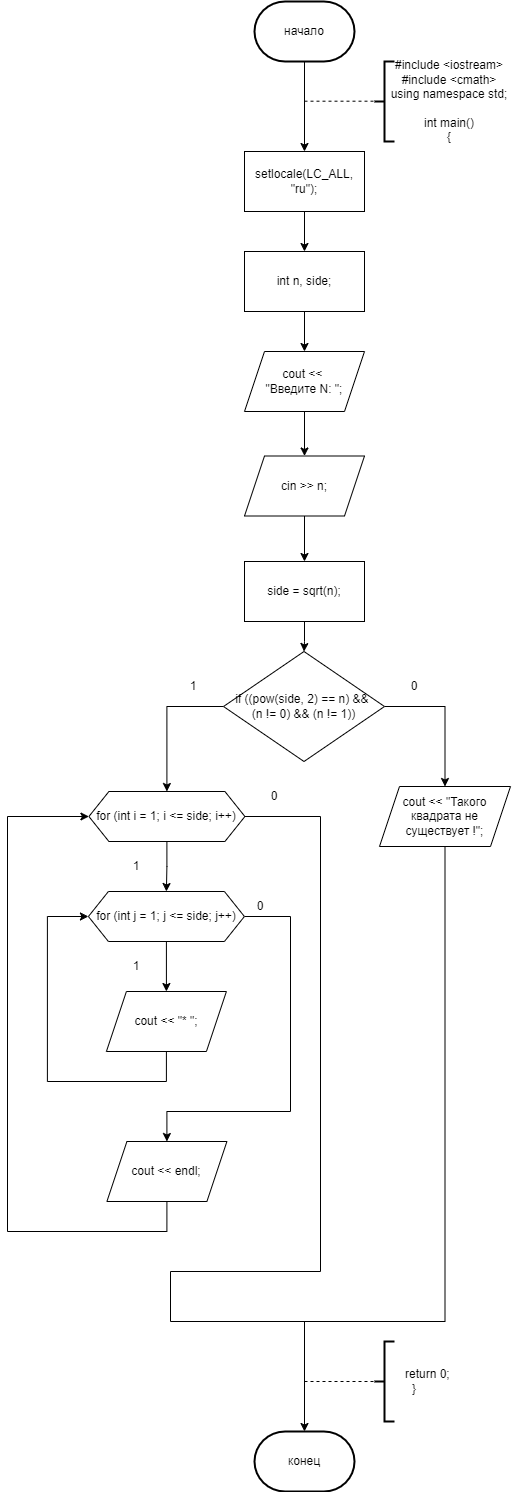 начало
#include <iostream>
#include <cmath>
using namespace std;
int main()
{
setlocale(LC_ALL,
"ru");
int n, side;
cout <<
"Введите N: ";
cin >> n;
side = sqrt(n);
1
if ((pow(side, 2) == n) &&
(n != 0) && (n != 1))
0
for (int i = 1; i <= side; i++)
0
cout << "Такого
квадрата не
существует !";
1
for (int j = 1; j <= side; j++)
0
1
cout << "* ";
cout << endl;
return 0;
}
конец